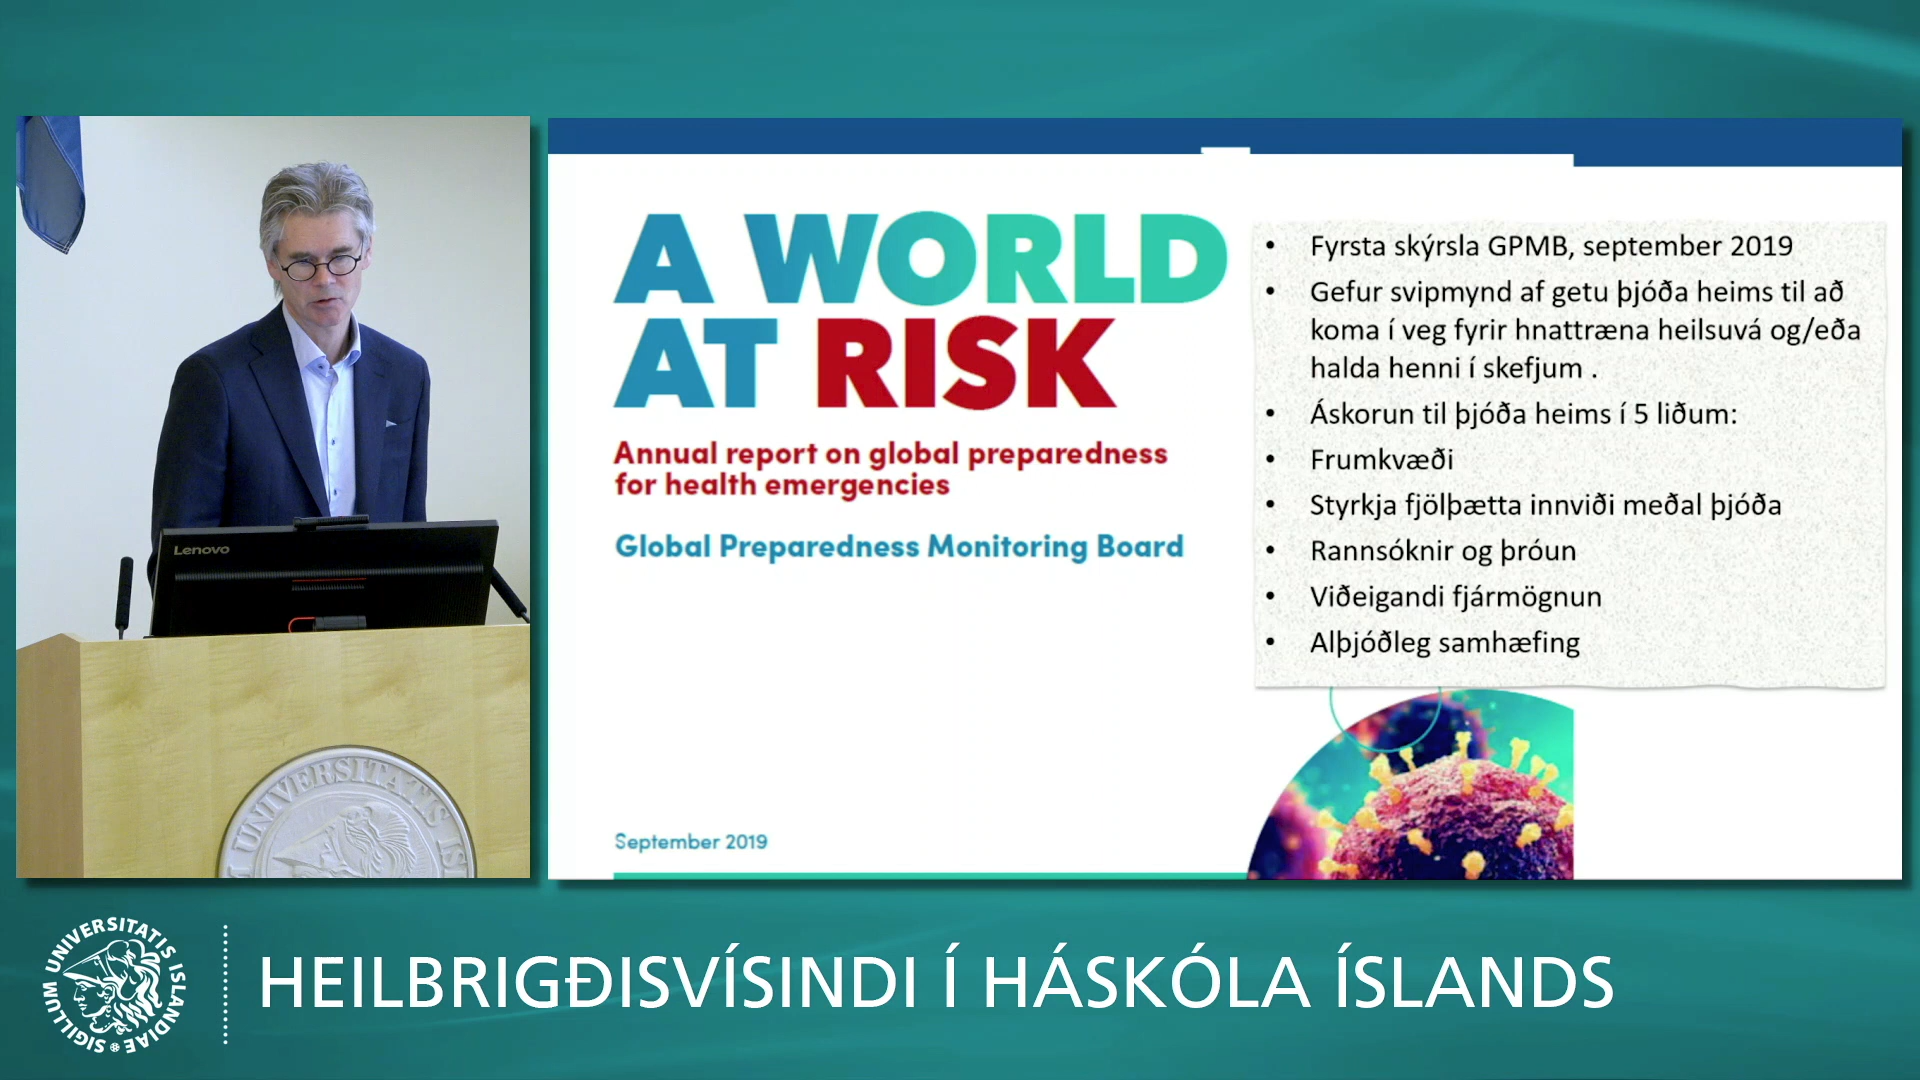 A WORLD
AT RISK
Annual report on global preparedness
for health emergencies
Global Preparedness Monitoring Board
September 2019
• Fyrsta skýrsla GPMB, september 2019
• Gefur svipmynd af getu þjóða heims til að
koma í veg fyrir hnattræna heilsuvá og/eða
halda henni í skefjum .
• Áskorun til þjóða heims í 5 liðum:
• Frumkvæði
• Styrkja fjölþætta innviði meðal þjóða
• Rannsóknir og þróun
• Viðeigandi fjármögnun
• Alþjóðleg samhæfing
Lenovo
UNIVERSITATIS
SIGILLUM UNIVERSITATIS ISLANDIAE
HEILBRIGÐISVÍSINDI Í HÁSKÓLA ÍSLANDS